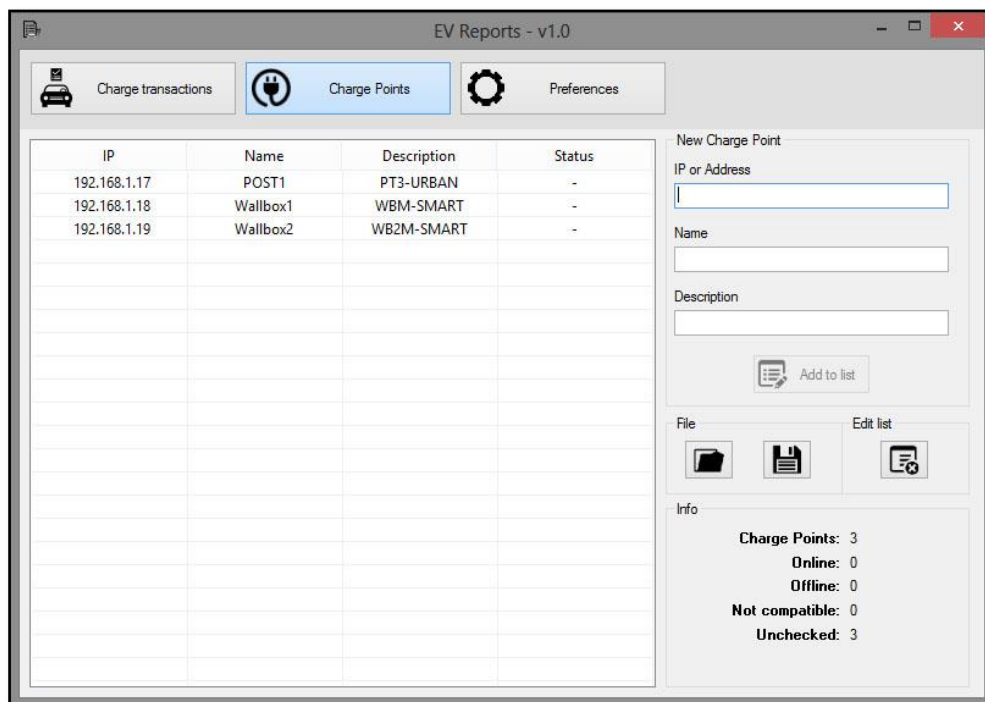 EV Reports - v1.0
Charge transactions Charge Points Preferences
IP Name Description Status
192.168.1.17 POST1 PT3-URBAN -
192.168.1.18 Wallbox1 WBM-SMART -
192.168.1.19 Wallbox2 WB2M-SMART -
New Charge Point
IP or Address
Name
Description
Add to list
File Edit list
Info
Charge Points: 3
Online: 0
Offline: 0
Not compatible: 0
Unchecked: 3